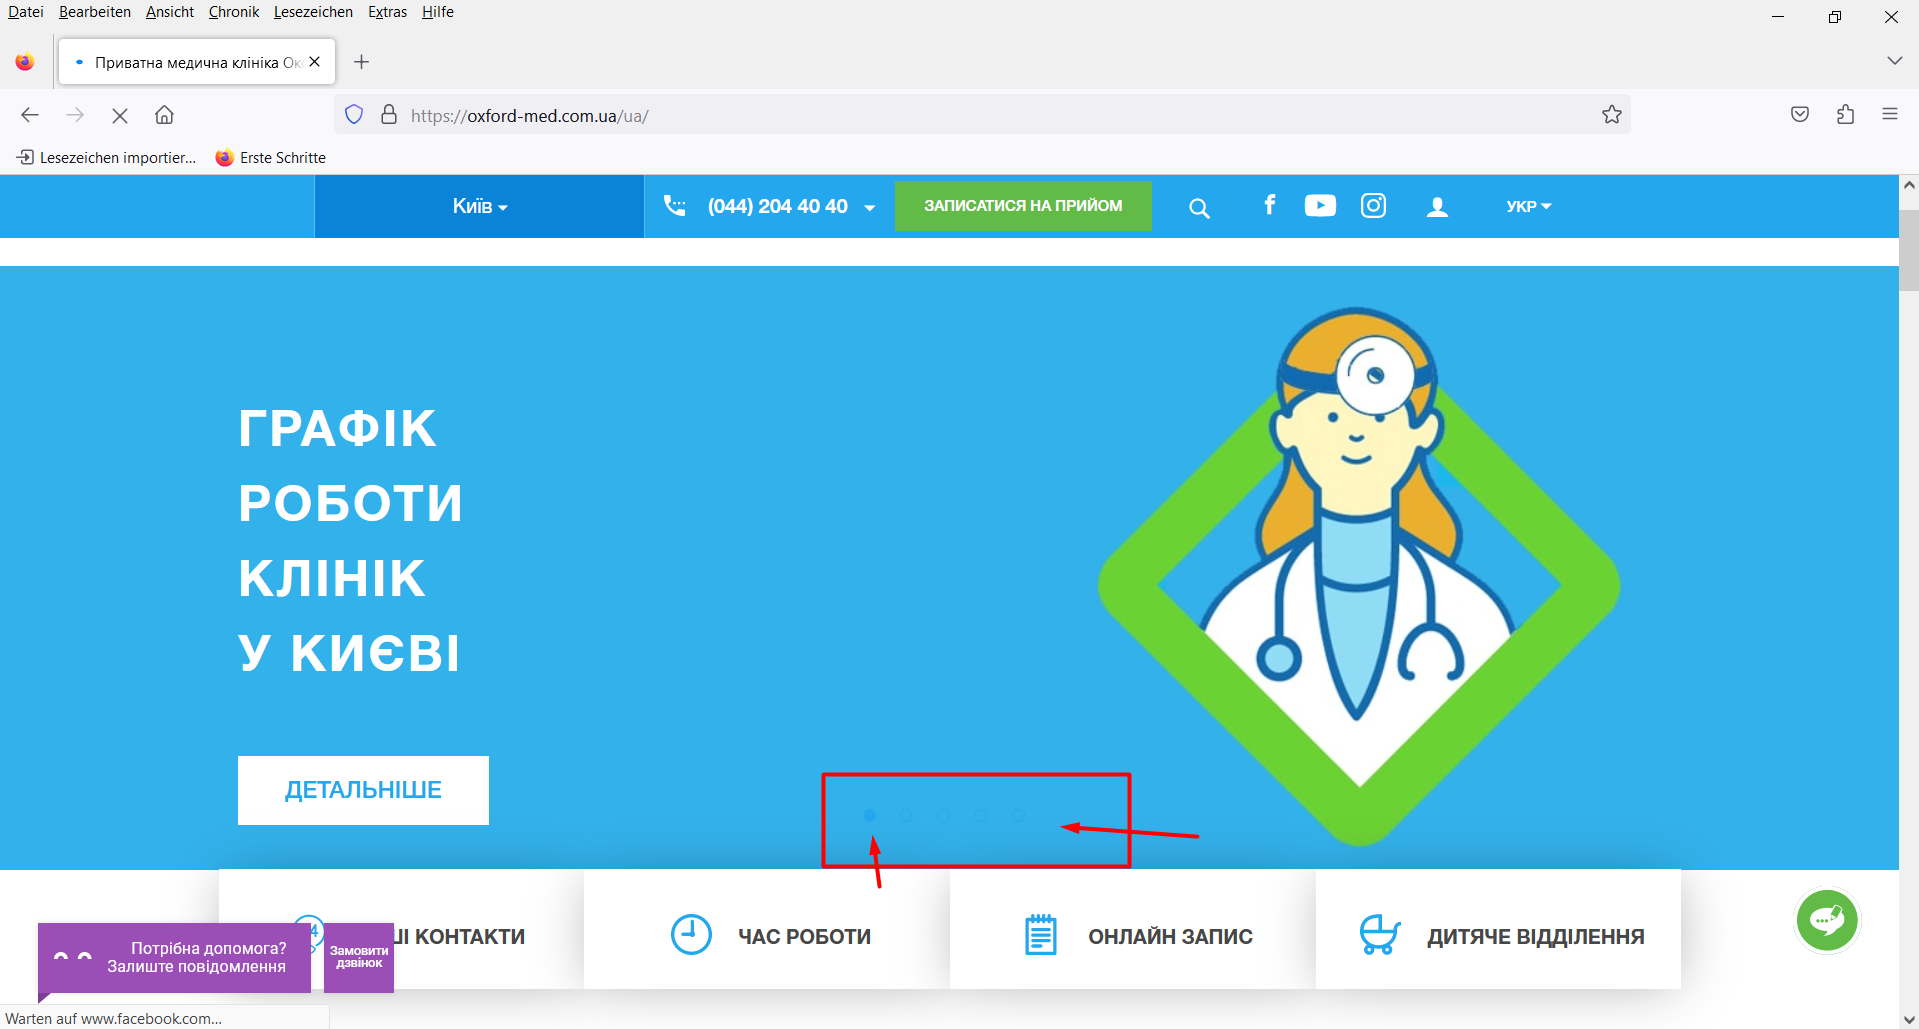 Datei Bearbeiten Ansicht Chronik Lesezeichen Extras Hilfe
Приватна медична клініка Окс
https://oxford-med.com.ua/ua/
Lesezeichen importier... Erste Schritte
Київ (044) 204 40 40 ЗАПИСАТИСЯ НА ПРИЙОМ УКР
ГРАФІК
РОБОТИ
КЛІНІК
У КИЄВІ
ДЕТАЛЬНІШЕ
ШІ КОНТАКТИ ЧАС РОБОТИ ОНЛАЙН ЗАПИС ДИТЯЧЕ ВІДДІЛЕННЯ
Потрібна допомога?
Залиште повідомлення
Замовити
дзвінок
Warten auf www.facebook.com...